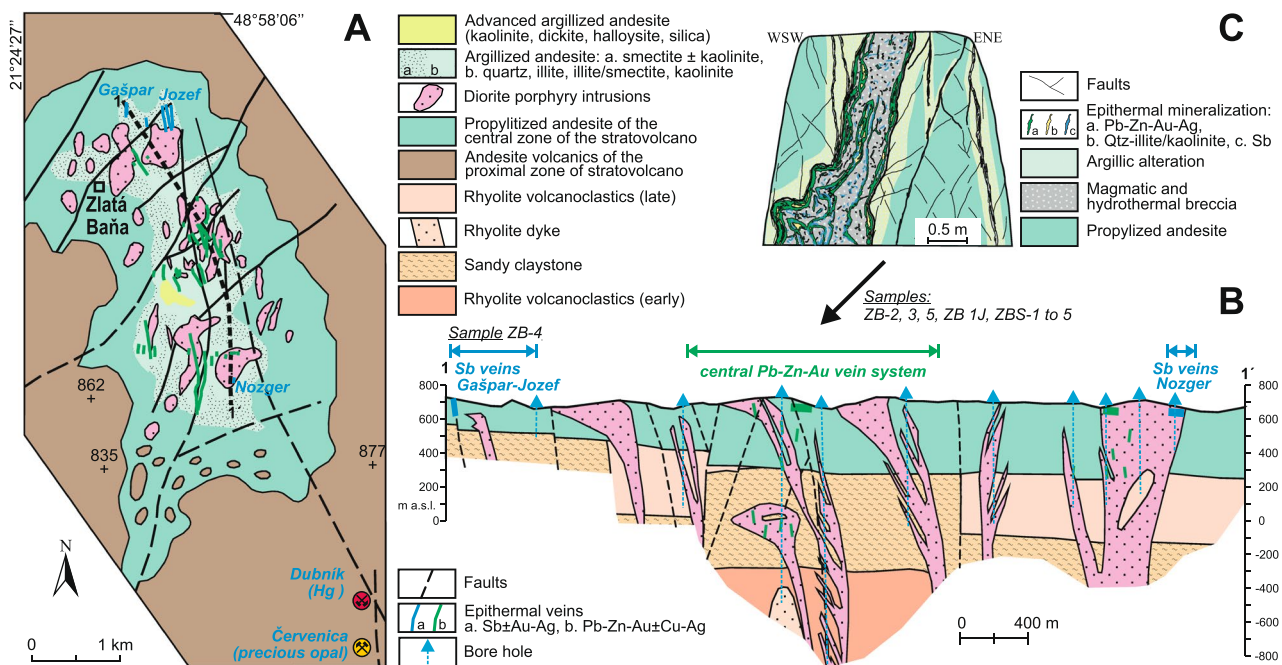 48°58’06’’
21°24’27’’
A
Gašpar
Jozef
1
Zlatá
Baňa
Nozger
862
+
835
+
877
+
N
Dubník
(Hg )
Červenica
(precious opal)
0
1 km
Advanced argillized andesite
(kaolinite, dickite, halloysite, silica)
a b
Argillized andesite: a. smectite ± kaolinite,
b. quartz, illite, illite/smectite, kaolinite
Diorite porphyry intrusions
Propylitized andesite of the
central zone of the stratovolcano
Andesite volcanics of the
proximal zone of stratovolcano
Rhyolite volcanoclastics (late)
Rhyolite dyke
Sandy claystone
Rhyolite volcanoclastics (early)
C
WSW
ENE
0.5 m
Faults
a b c
Epithermal mineralization:
a. Pb-Zn-Au-Ag,
b. Qtz-illite/kaolinite, c. Sb
Argillic alteration
Magmatic and
hydrothermal breccia
Propylized andesite
Samples:
ZB-2, 3, 5, ZB 1J, ZBS-1 to 5
B
Sample ZB-4
1
Sb veins
Gašpar-Jozef
central Pb-Zn-Au vein system
Sb veins
Nozger
1´
800
600
400
200
m a.s.l.
0
800
600
400
200
0
-200
-400
-600
-800
0
400 m
Faults
a b
Epithermal veins
a. Sb±Au-Ag, b. Pb-Zn-Au±Cu-Ag
Bore hole